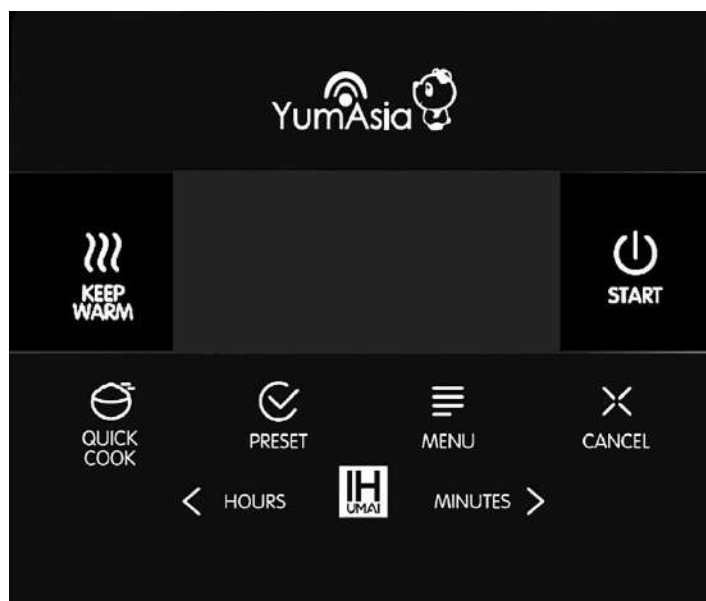 YumAsia
KEEP
WARM
START
QUICK
COOK
PRESET
MENU
CANCEL
< HOURS
IH
UMAI
MINUTES >